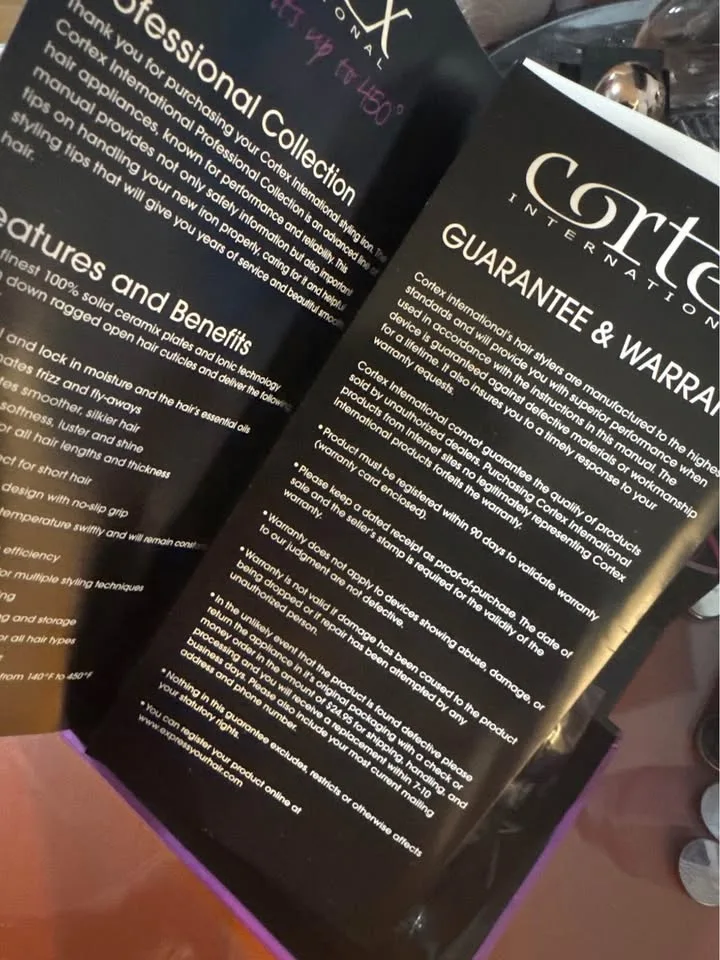 up to 450°
ofessional Collection
Thank you for purchasing your Cortex International styling iron. The
Cortex International Professional Collection is an advanced line of
hair appliances, known for performance and reliability. This
manual provides not only safety information but also important
tips on handling your new iron properly, caring for it and helpful
styling tips that will give you years of service and beautiful smooth
hair.
eatures and Benefits
finest 100% solid ceramix plates and ionic technology
down ragged open hair cuticles and deliver the following
and lock in moisture and the hair's essential oils
nates frizz and fly-aways
tes smoother, silkier hair
softness, luster and shine
or all hair lengths and thickness
ect for short hair
design with no-slip grip
temperature swiftly and will remain const
efficiency
or multiple styling techniques
ing
g and storage
or all hair types
from 140°F to 450°F
corte
INTERNATION
GUARANTEE & WARRA
Cortex International's hair stylers are manufactured to the highes
standards and will provide you with superior performance when
used in accordance with the instructions in this manual. The
device is guaranteed against defective materials or workmanship
for a lifetime. It also insures you to a timely response to your
warranty requests.
Cortex International cannot guarantee the quality of products
sold by unauthorized dealers. Purchasing Cortex International
products from internet sites no legitimately representing Cortex
International products forfeits the warranty.
• Product must be registered within 90 days to validate warranty
(warranty card enclosed).
• Please keep a dated receipt as proof-of-purchase. The date of
sale and the seller's stamp is required for the validity of the
warranty.
• Warranty does not apply to devices showing abuse, damage, or
to our judgment are not defective.
• Warranty is not valid if damage has been caused to the product
being dropped or if repair has been attempted by any
unauthorized person.
• In the unlikely event that the product is found defective please
return the appliance in it's original packaging with a check or
money order in the amount of $24.95 for shipping, handling, and
processing and you will receive a replacement within 7-10
business days. Please also include your most current mailing
address and phone number.
• Nothing in this guarantee excludes, restricts or otherwise affects
your statutory rights.
• You can register your product online at
www.expressyourhair.com